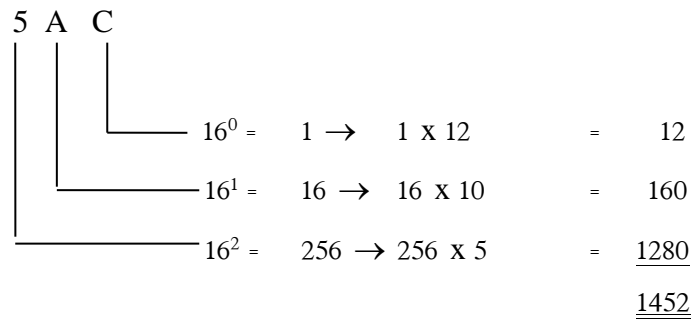 5 A C
16⁰ = 1 → 1 x 12 = 12
16¹ = 16 → 16 x 10 = 160
16² = 256 → 256 x 5 = 1280
1452